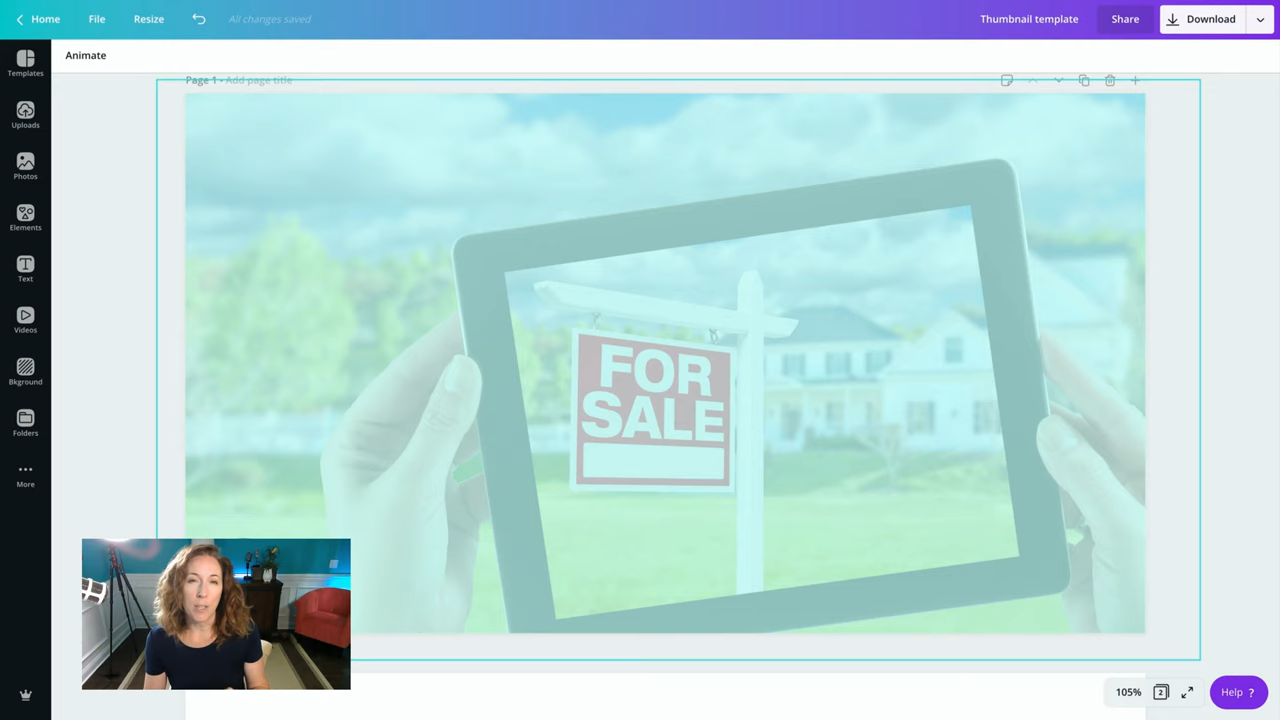 Home
File
Resize
All changes saved
Thumbnail template
Share
Download
Animate
Page 1 - Add page title
Templates
Uploads
Photos
Elements
Text
Videos
Bkground
Folders
More
FOR
SALE
105%
2
Help ?